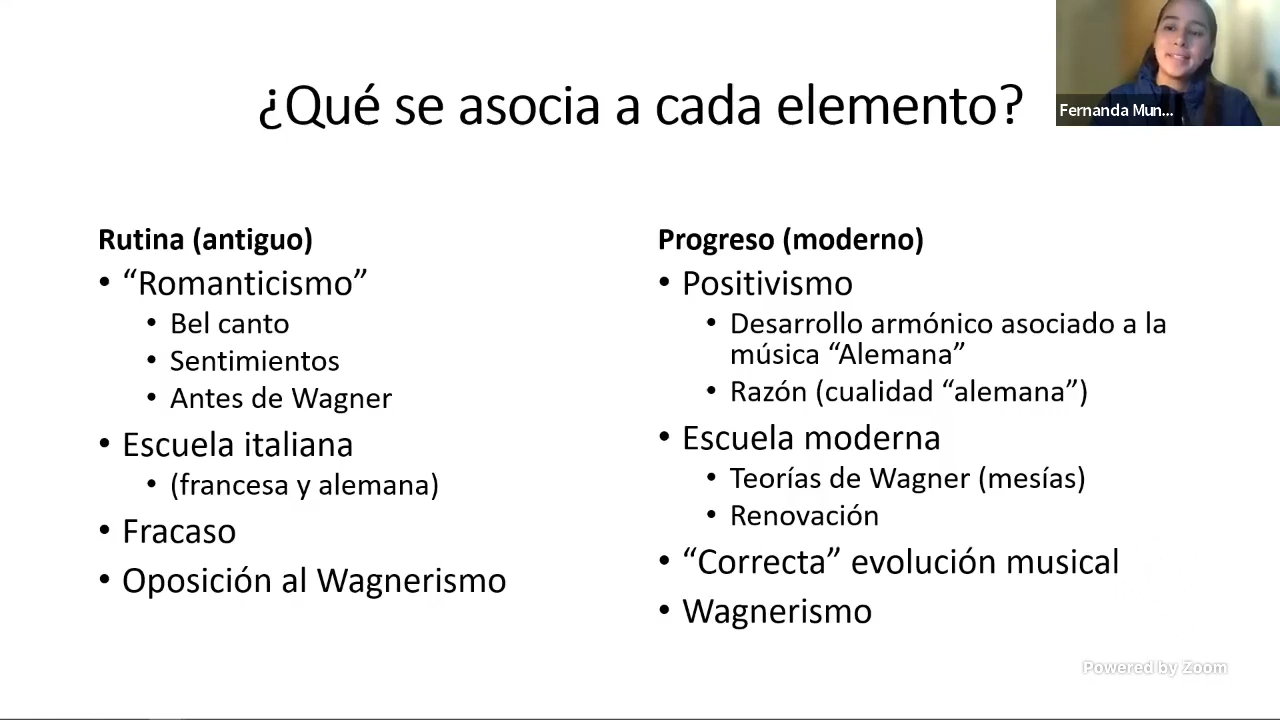 ¿Qué se asocia a cada elemento?
Fernanda Mun...
Rutina (antiguo)
• “Romanticismo”
• Bel canto
• Sentimientos
• Antes de Wagner
• Escuela italiana
• (francesa y alemana)
• Fracaso
• Oposición al Wagnerismo
Progreso (moderno)
• Positivismo
• Desarrollo armónico asociado a la
música “Alemana”
• Razón (cualidad “alemana”)
• Escuela moderna
• Teorías de Wagner (mesías)
• Renovación
• “Correcta” evolución musical
• Wagnerismo
Powered by Zoom